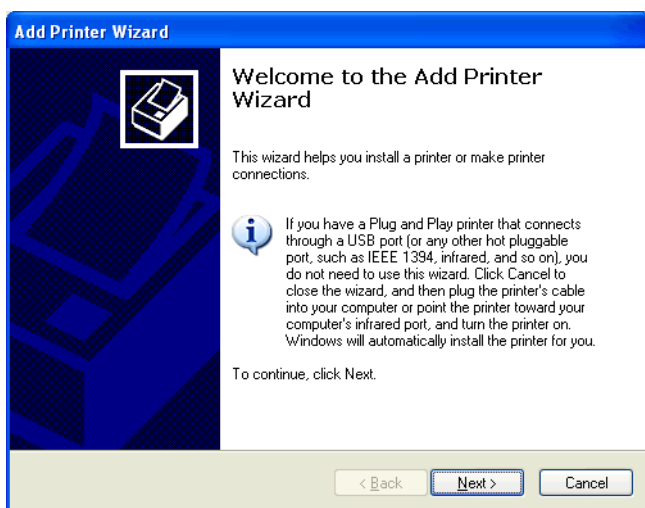 Add Printer Wizard
Welcome to the Add Printer
Wizard
This wizard helps you install a printer or make printer
connections.
If you have a Plug and Play printer that connects
through a USB port (or any other hot pluggable
port, such as IEEE 1394, infrared, and so on), you
do not need to use this wizard. Click Cancel to
close the wizard, and then plug the printer's cable
into your computer or point the printer toward your
computer's infrared port, and turn the printer on.
Windows will automatically install the printer for you.
To continue, click Next.
< Back Next > Cancel